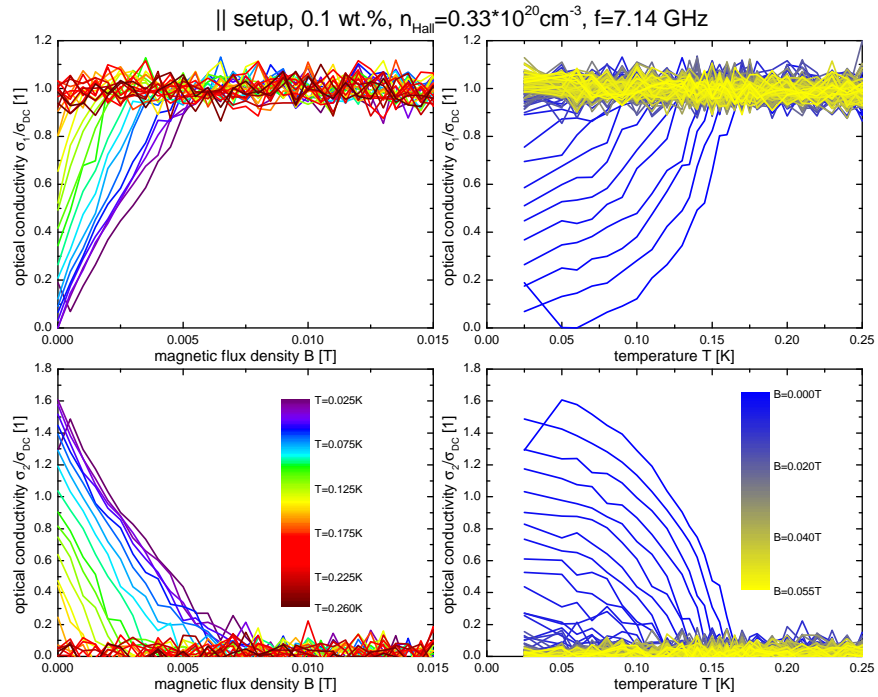 || setup, 0.1 wt.%, n_Hall=0.33*10^20cm^-3, f=7.14 GHz
optical conductivity σ₁/σ_DC [1]
1.2
1.0
0.8
0.6
0.4
0.2
0.0
0.000
0.005
0.010
0.015
magnetic flux density B [T]
optical conductivity σ₁/σ_DC [1]
1.2
1.0
0.8
0.6
0.4
0.2
0.0
0.00
0.05
0.10
0.15
0.20
0.25
temperature T [K]
optical conductivity σ₂/σ_DC [1]
1.8
1.6
1.4
1.2
1.0
0.8
0.6
0.4
0.2
0.0
T=0.025K
T=0.075K
T=0.125K
T=0.175K
T=0.225K
T=0.260K
0.000
0.005
0.010
0.015
magnetic flux density B [T]
optical conductivity σ₂/σ_DC [1]
1.8
1.6
1.4
1.2
1.0
0.8
0.6
0.4
0.2
0.0
B=0.000T
B=0.020T
B=0.040T
B=0.055T
0.00
0.05
0.10
0.15
0.20
0.25
temperature T [K]